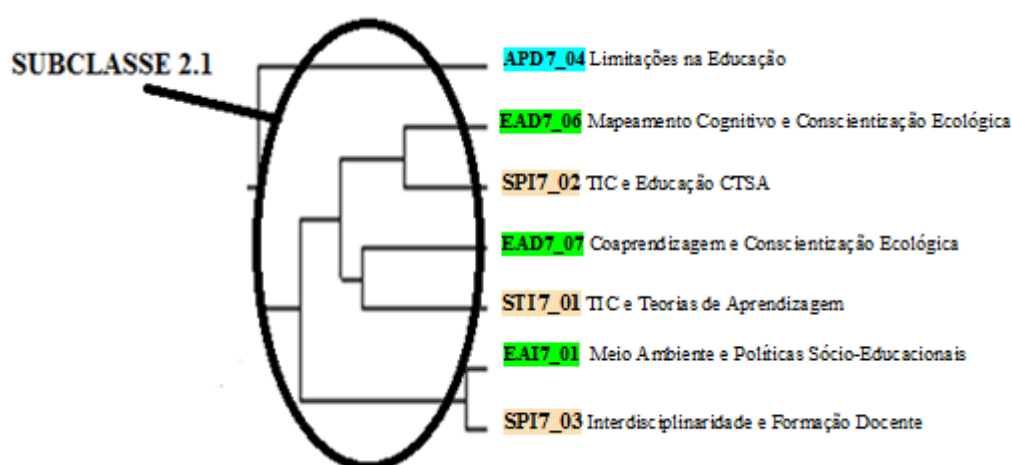 SUBCLASSE 2.1
APD7_04 Limitações na Educação
EAD7_06 Mapeamento Cognitivo e Conscientização Ecológica
SPI7_02 TIC e Educação CTSA
EAD7_07 Coaprendizagem e Conscientização Ecológica
STI7_01 TIC e Teorias de Aprendizagem
EAI7_01 Meio Ambiente e Políticas Sócio-Educacionais
SPI7_03 Interdisciplinaridade e Formação Docente